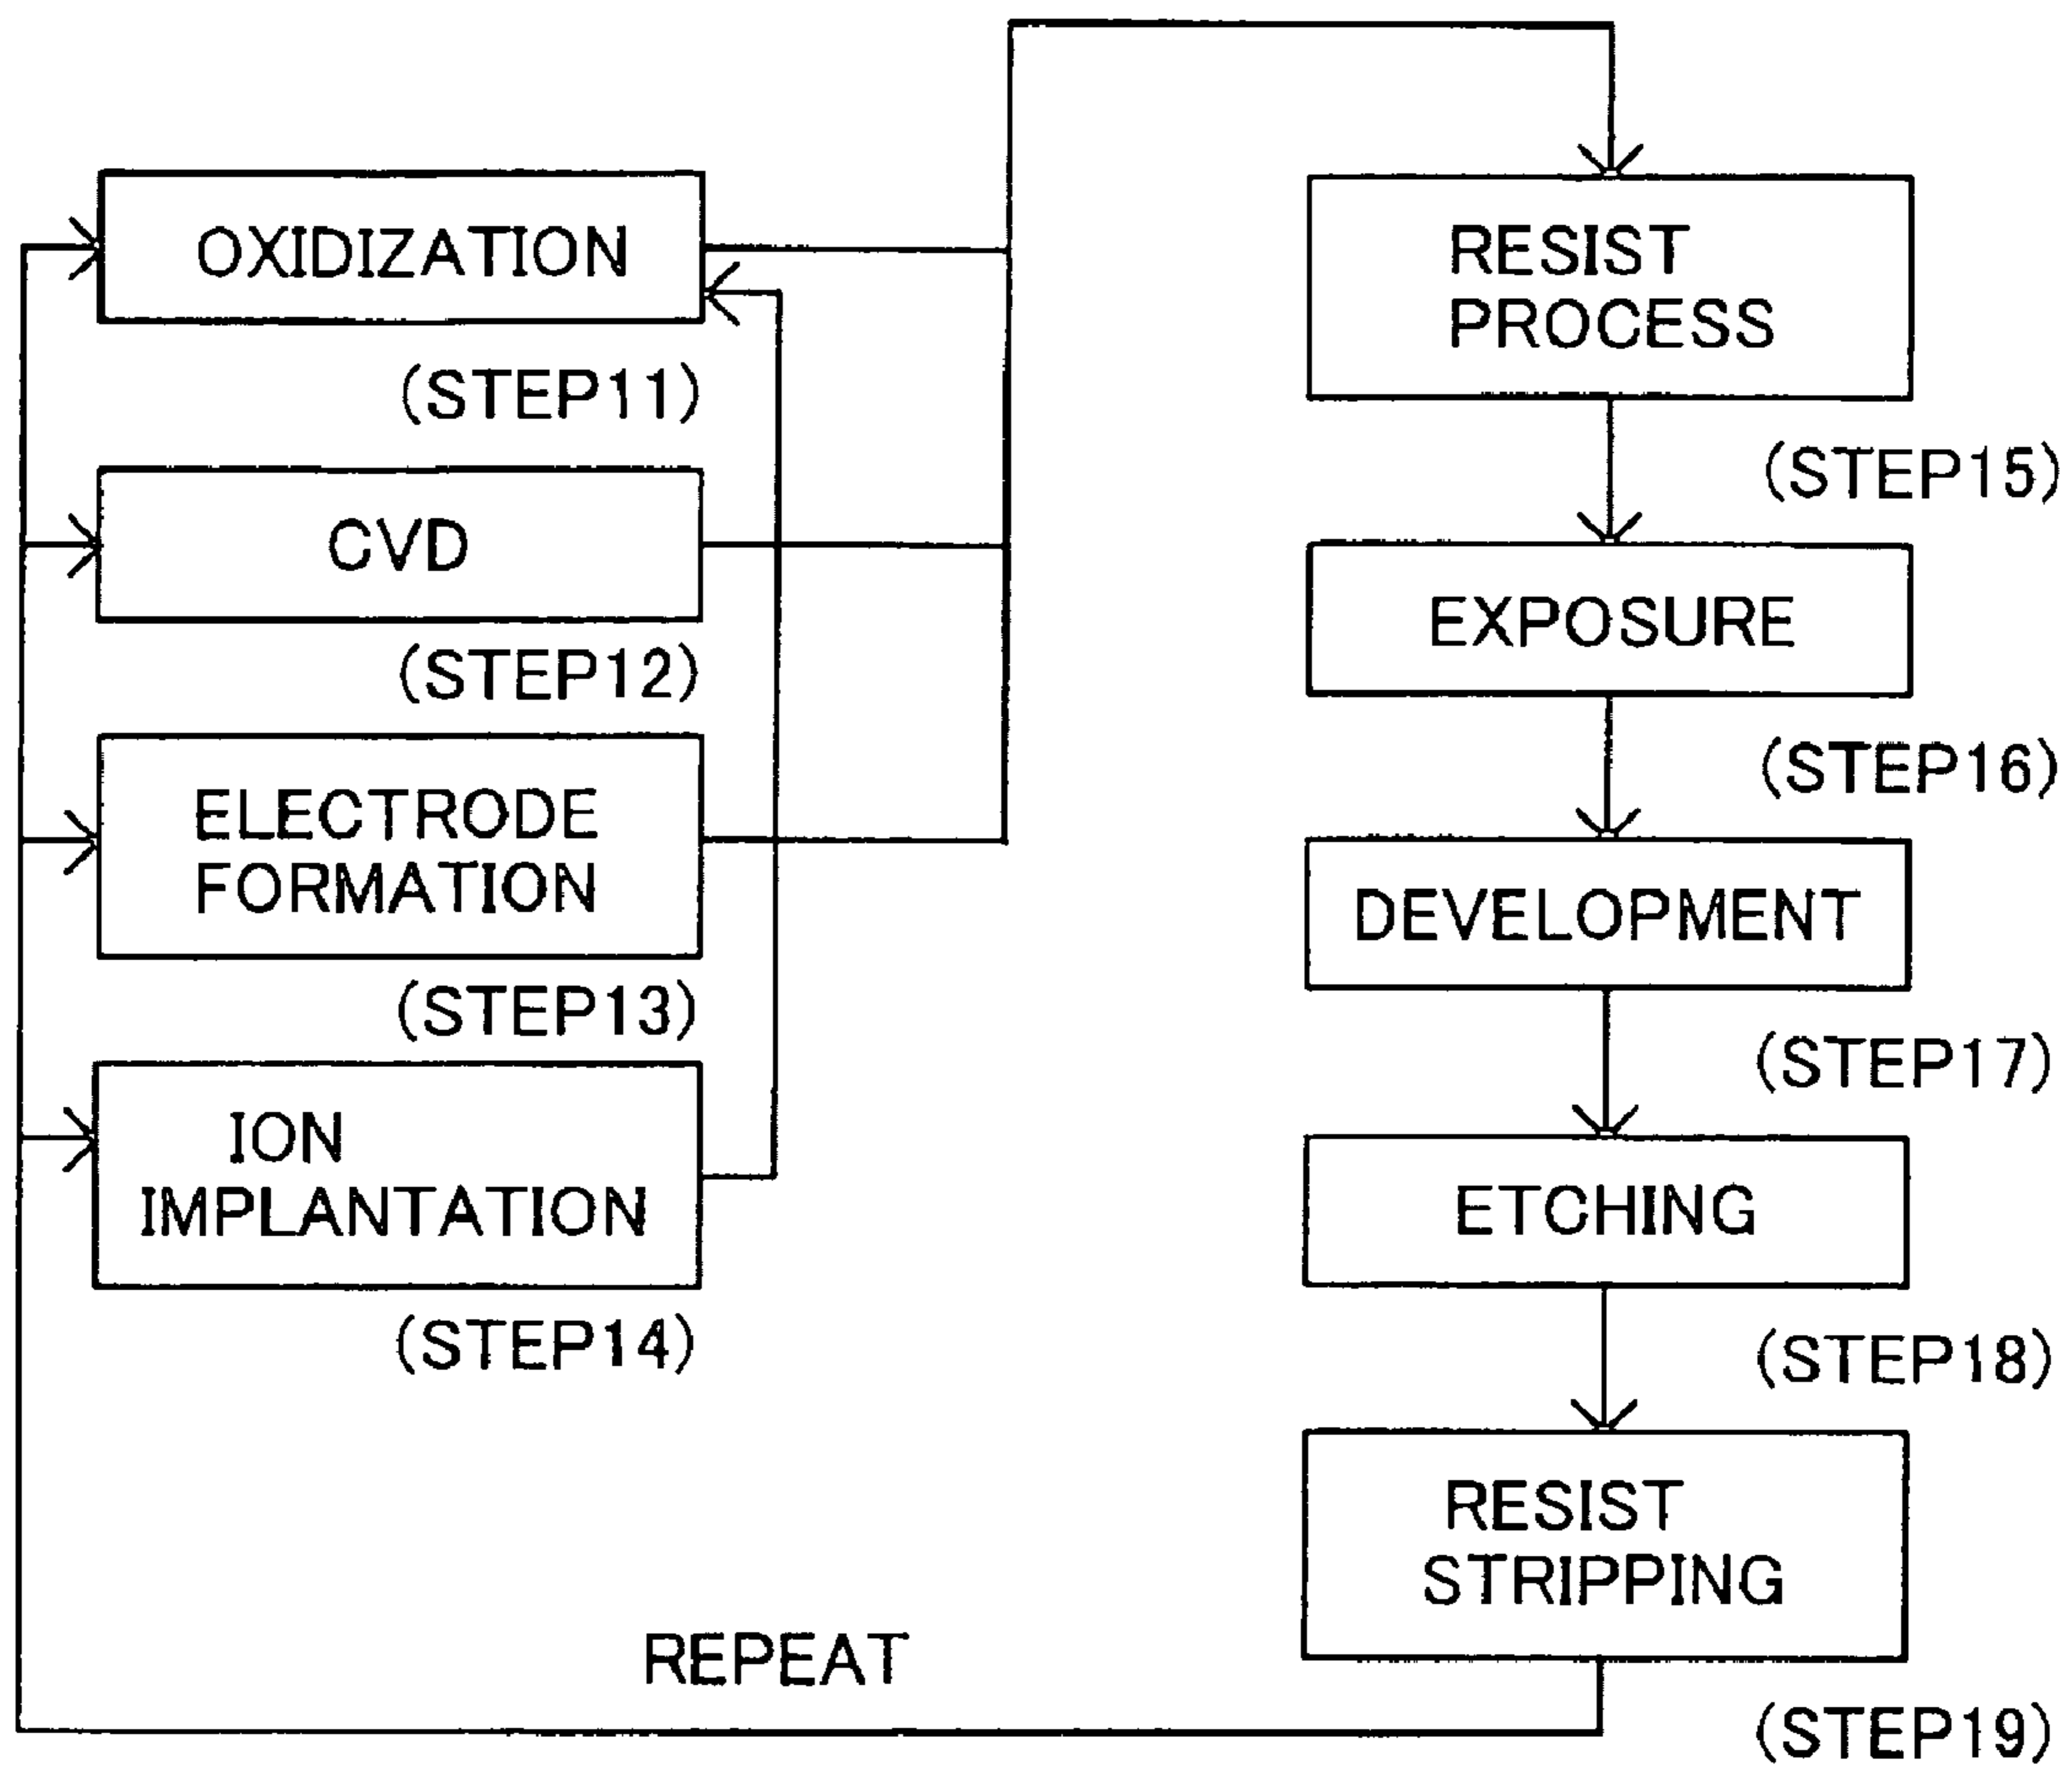 OXIDIZATION
(STEP11)
CVD
(STEP12)
ELECTRODE
FORMATION
(STEP13)
ION
IMPLANTATION
(STEP14)
RESIST
PROCESS
(STEP15)
EXPOSURE
(STEP16)
DEVELOPMENT
(STEP17)
ETCHING
(STEP18)
RESIST
STRIPPING
(STEP19)
REPEAT